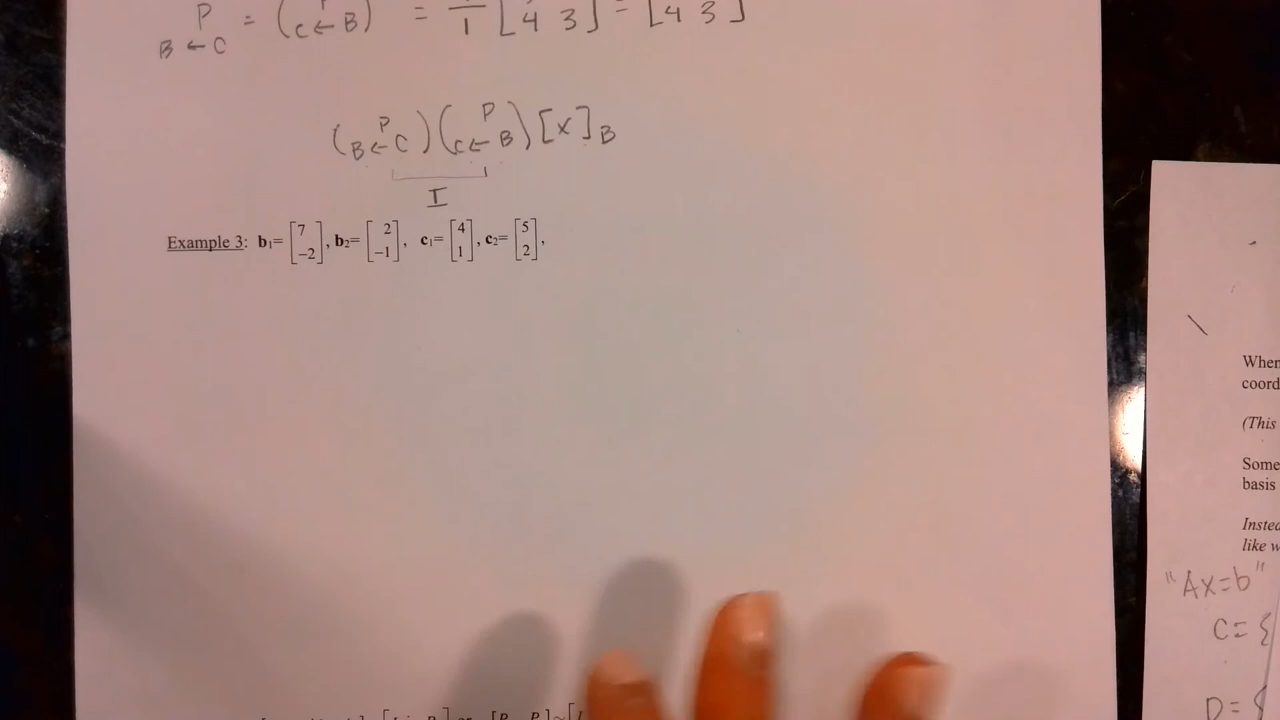 P = ( C ← B ) = 1 [ 4 3 ] = [ 4 3 ]
B ← C
( P B ← C ) ( P C ← B ) [x]B
I
Example 3: b1= [ 7 −2 ], b2= [ 2 −1 ], c1= [ 4 1 ], c2= [ 5 2 ],
When
coord
(This
Some
basis
Instea
like w
"Ax=b"
C = {
D = {